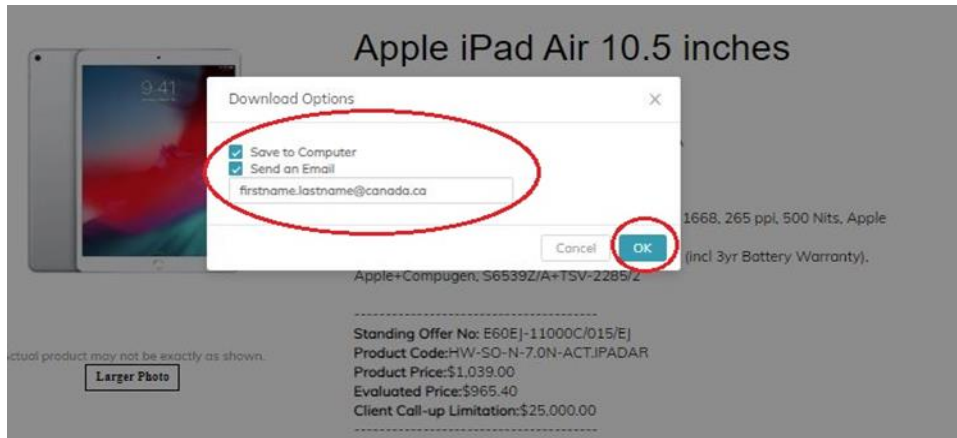 Apple iPad Air 10.5 inches
9:41
Download Options
Save to Computer
Send an Email
firstname.lastname@canada.ca
1668, 265 ppi, 500 Nits, Apple
Cancel OK
(incl 3yr Battery Warranty),
Apple+Compugen, S6539Z/A+TSV-2285/2
-------------------------------------
Standing Offer No: E60EJ-11000C/015/EJ
Actual product may not be exactly as shown.
Product Code:HW-SO-N-7.0N-ACT.IPADAR
Larger Photo
Product Price:$1,039.00
Evaluated Price:$965.40
Client Call-up Limitation:$25,000.00
-------------------------------------